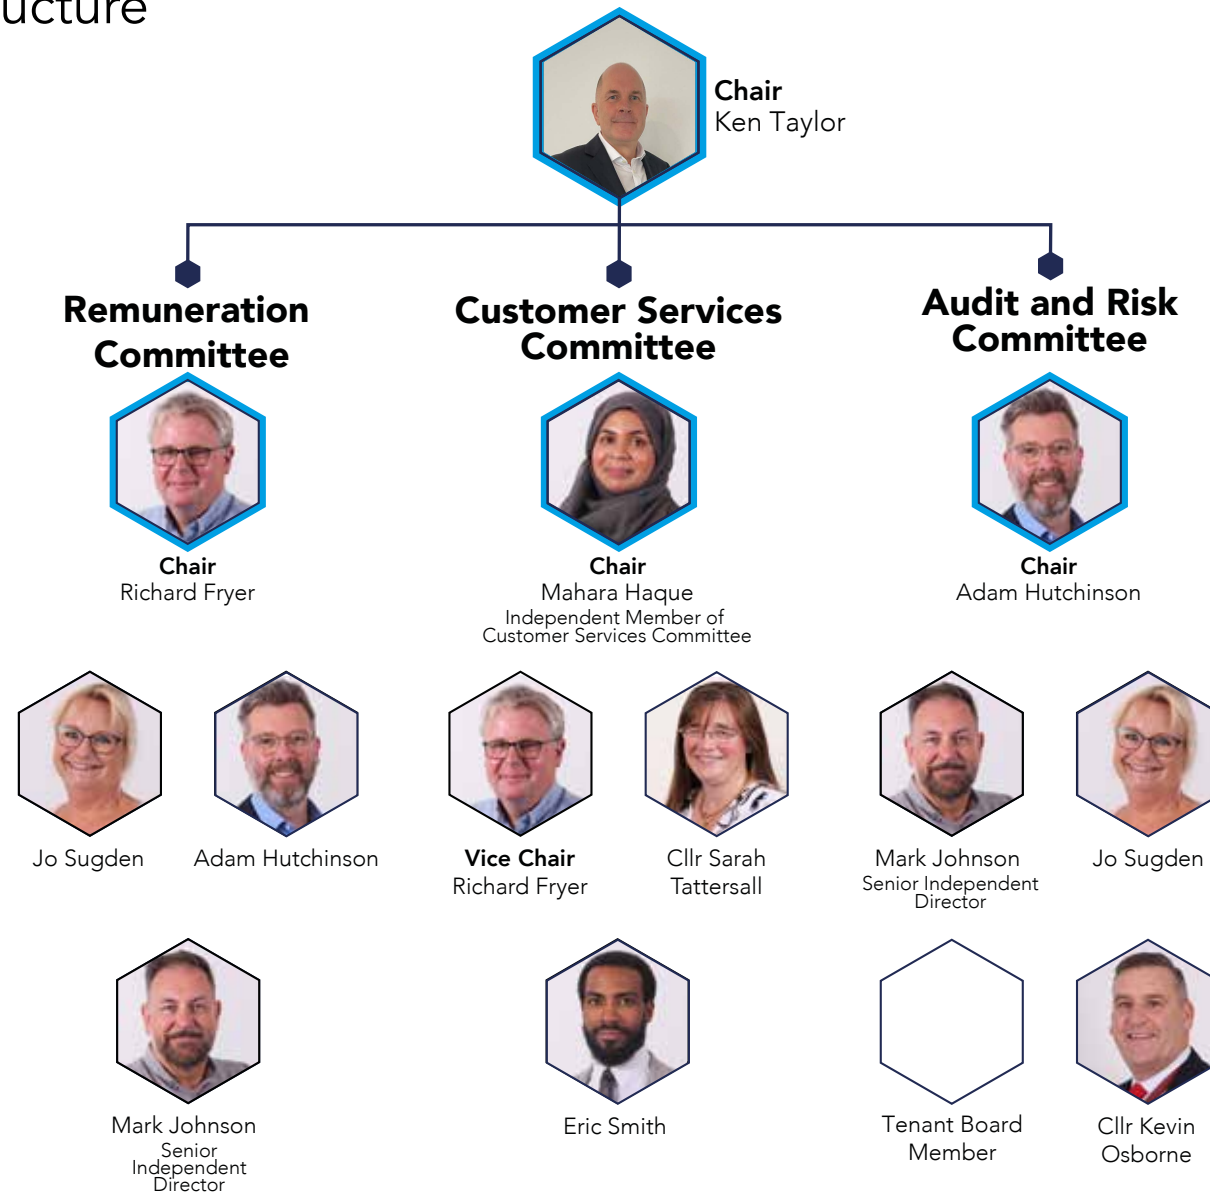 ucture
Chair
Ken Taylor
Remuneration
Committee
Chair
Richard Fryer
Jo Sugden
Adam Hutchinson
Mark Johnson
Senior
Independent
Director
Customer Services
Committee
Chair
Mahara Haque
Independent Member of
Customer Services Committee
Vice Chair
Richard Fryer
Cllr Sarah
Tattersall
Eric Smith
Audit and Risk
Committee
Chair
Adam Hutchinson
Mark Johnson
Senior Independent
Director
Jo Sugden
Tenant Board
Member
Cllr Kevin
Osborne